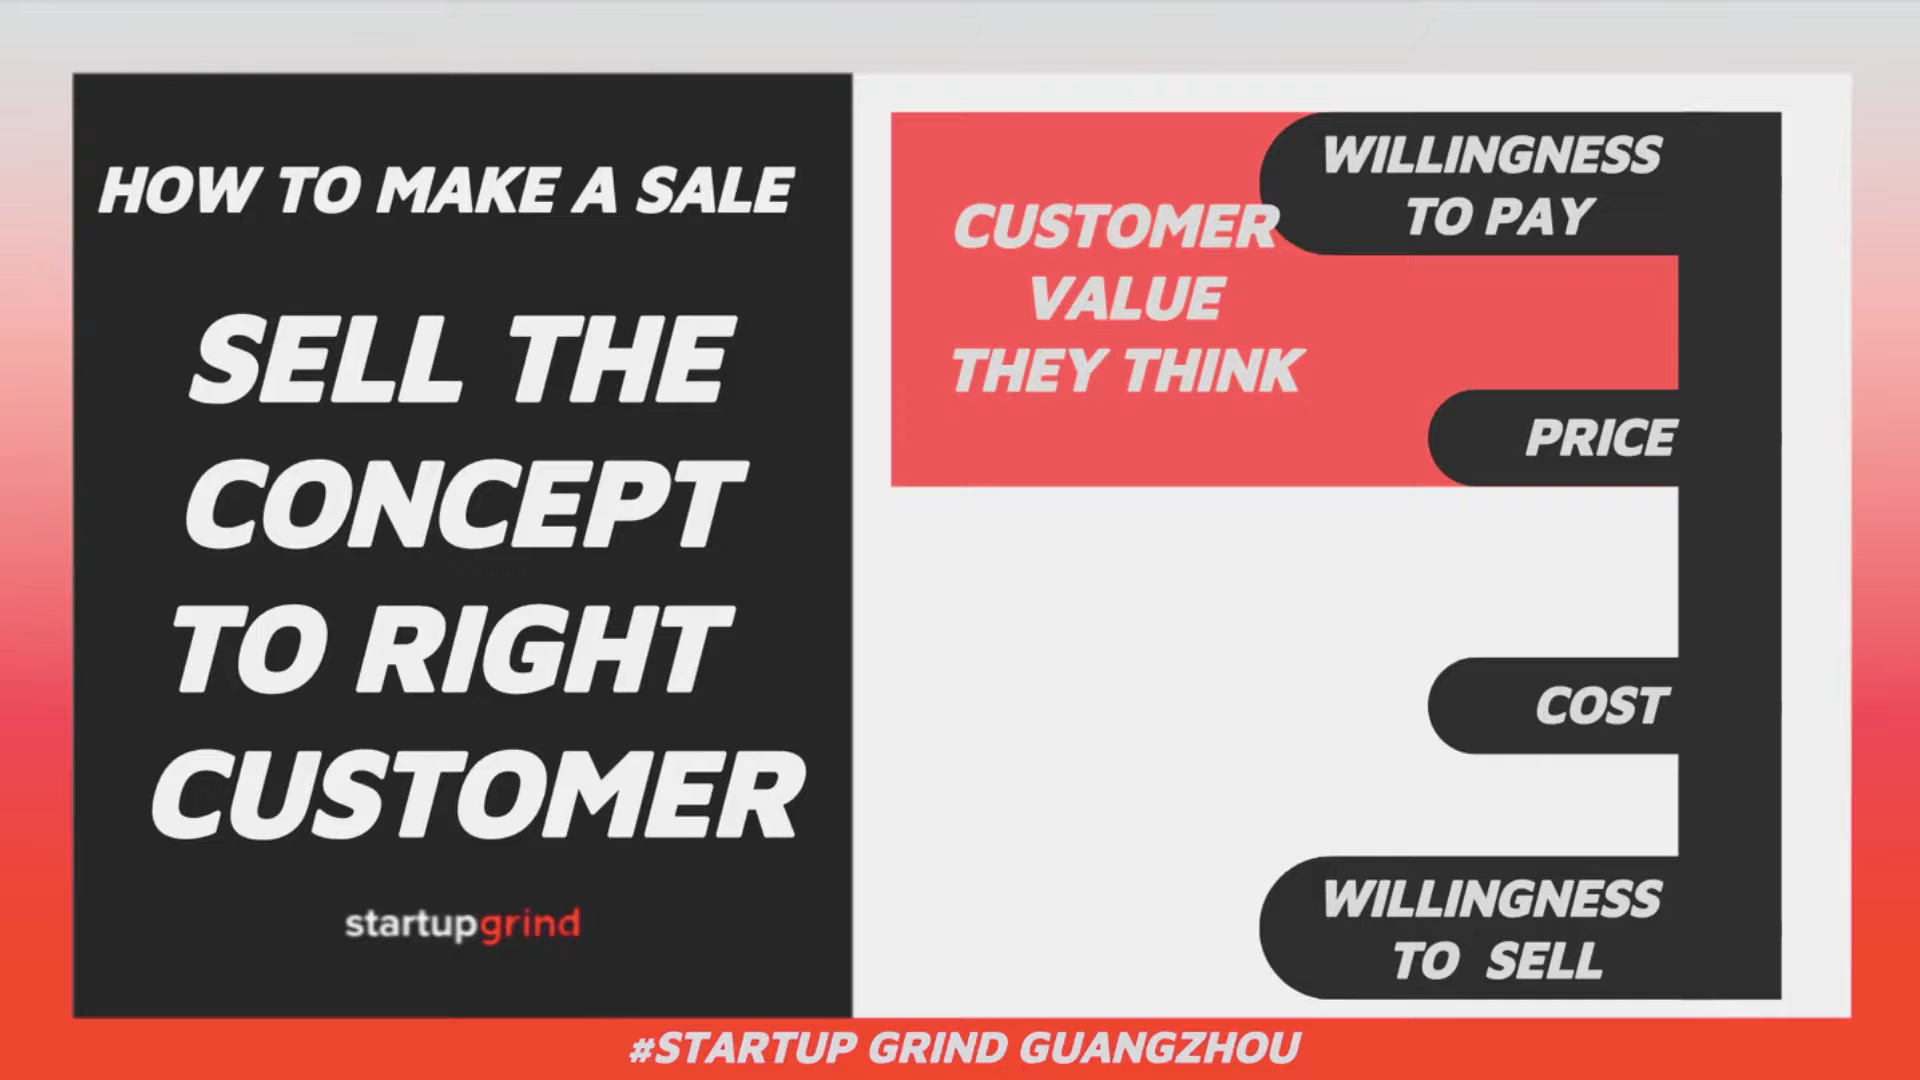 HOW TO MAKE A SALE
SELL THE
CONCEPT
TO RIGHT
CUSTOMER
startupgrind
CUSTOMER
VALUE
THEY THINK
WILLINGNESS
TO PAY
PRICE
COST
WILLINGNESS
TO SELL
#STARTUP GRIND GUANGZHOU